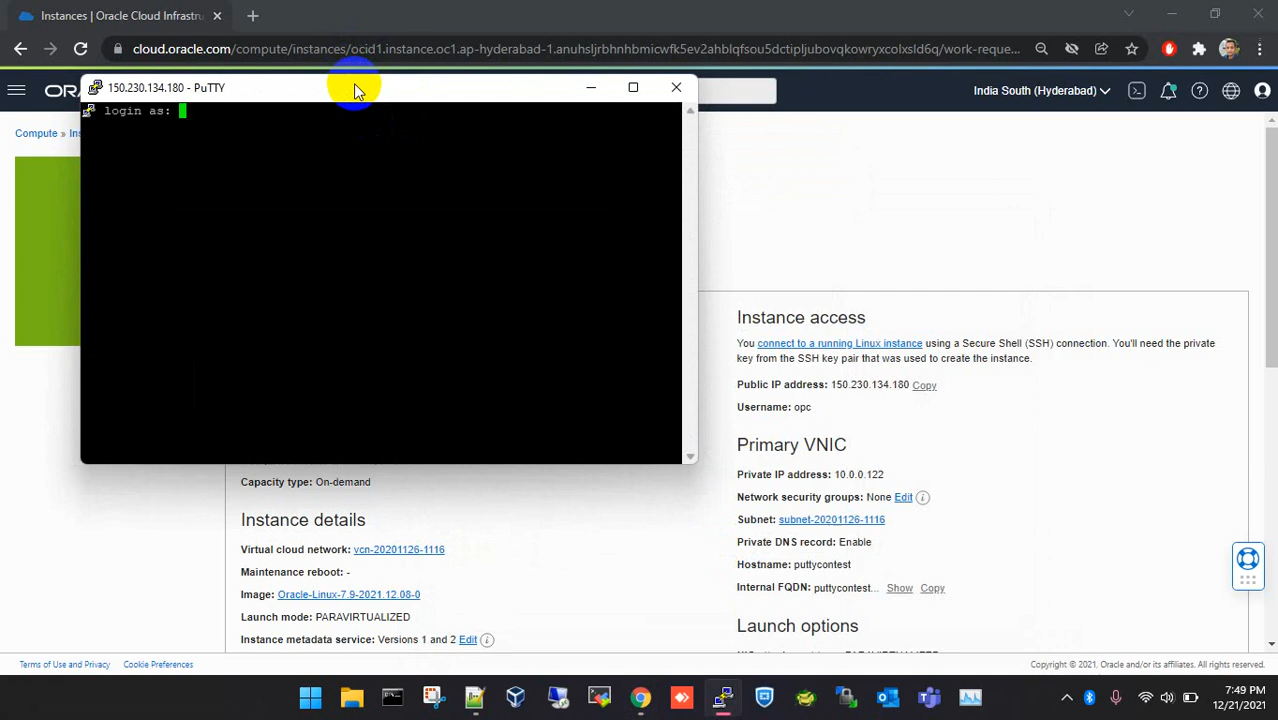 Instances | Oracle Cloud Infrastru
cloud.oracle.com/compute/instances/ocid1.instance.oc1.ap-hyderabad-1.anuhsljrbhnhbmicwfk5ev2ahblqfsou5dctipljubovqkowryxcolxsld6q/work-reque...
ORA
India South (Hyderabad)
150.230.134.180 - PuTTY
login as:
Compute » Ins
Instance access
You connect to a running Linux instance using a Secure Shell (SSH) connection. You'll need the private
key from the SSH key pair that was used to create the instance.
Public IP address: 150.230.134.180 Copy
Username: opc
Primary VNIC
Private IP address: 10.0.0.122
Network security groups: None Edit
Subnet: subnet-20201126-1116
Private DNS record: Enable
Hostname: puttycontest
Internal FQDN: puttycontest... Show Copy
Launch options
Capacity type: On-demand
Instance details
Virtual cloud network: vcn-20201126-1116
Maintenance reboot: -
Image: Oracle-Linux-7.9-2021.12.08-0
Launch mode: PARAVIRTUALIZED
Instance metadata service: Versions 1 and 2 Edit
Terms of Use and Privacy
Cookie Preferences
Copyright © 2021, Oracle and/or its affiliates. All rights reserved.
7:49 PM
12/21/2021